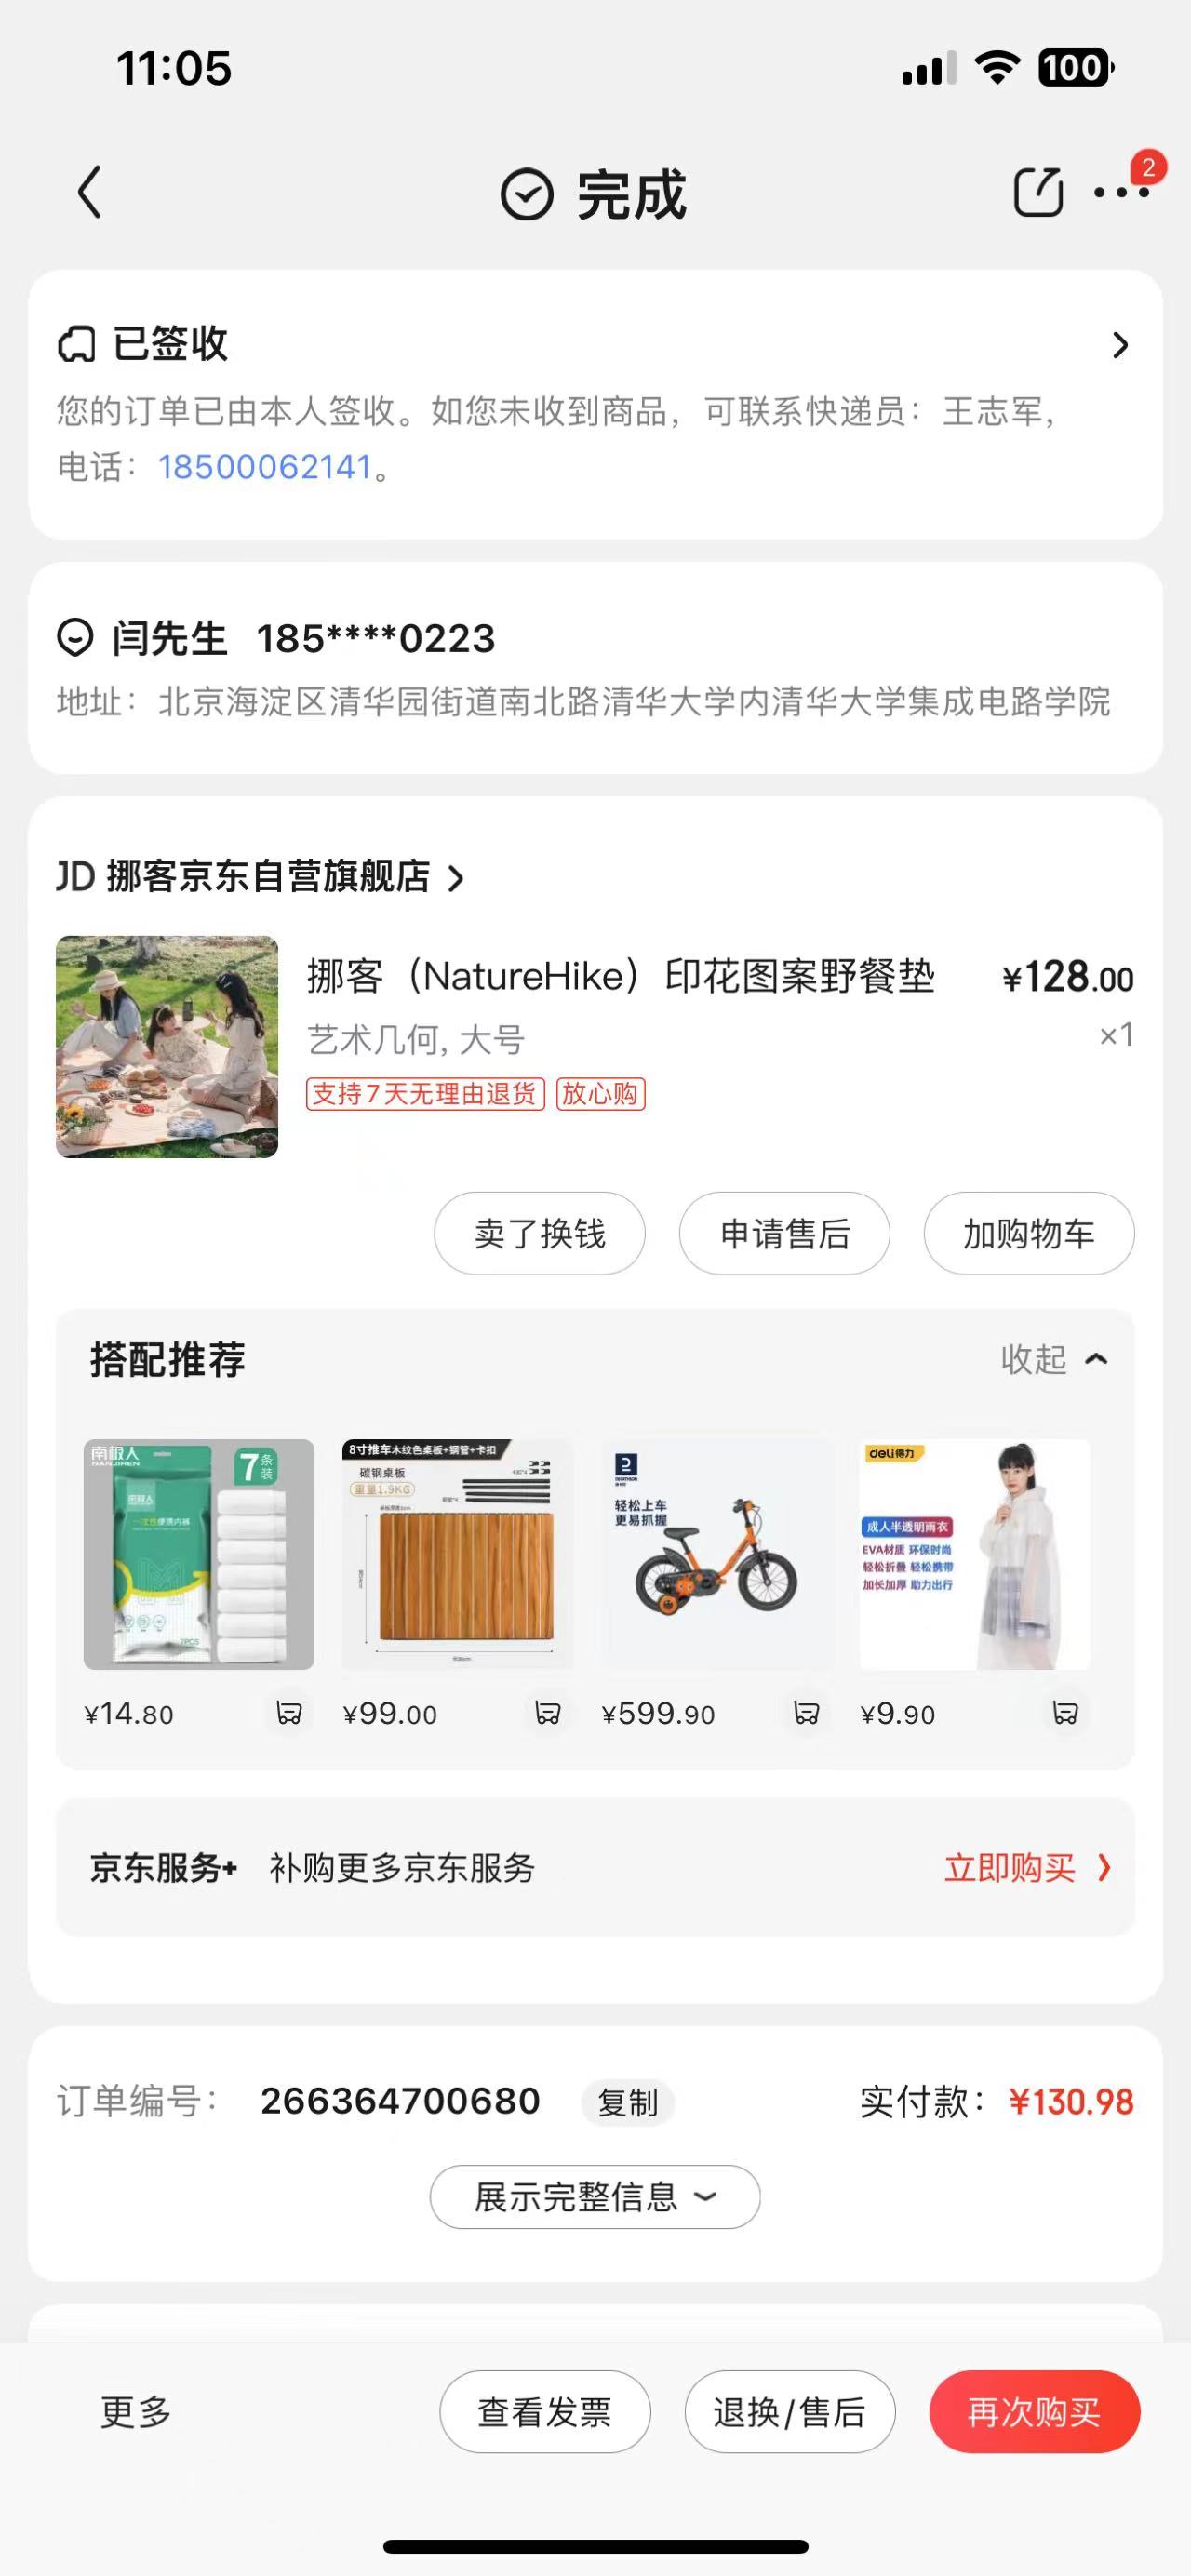 11:05
100
完成
2
已签收
您的订单已由本人签收。如您未收到商品，可联系快递员：王志军，
电话：18500062141。
闫先生 185****0223
地址：北京海淀区清华园街道南北路清华大学内清华大学集成电路学院
JD 挪客京东自营旗舰店
挪客（NatureHike）印花图案野餐垫 ¥128.00
艺术几何, 大号 ×1
支持7天无理由退货 放心购
卖了换钱 申请售后 加购物车
搭配推荐 收起
南极人
NANJIREN
7条装
南极人
一次性便携内裤
7PCS
8寸推车木纹色桌板+钢管+卡扣
碳钢桌板
重量1.9KG
DECATHLON
轻松上车
更易抓握
deli得力
成人半透明雨衣
EVA材质 环保时尚
轻松折叠 轻松携带
加长加厚 助力出行
¥14.80 ¥99.00 ¥599.90 ¥9.90
京东服务+ 补购更多京东服务 立即购买
订单编号： 266364700680 复制 实付款：¥130.98
展示完整信息
更多 查看发票 退换/售后 再次购买